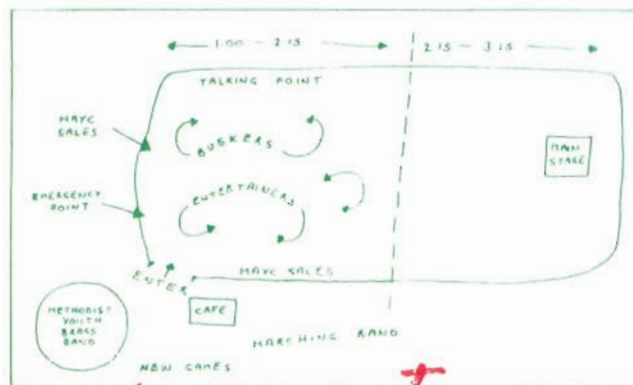 1.00 - 2.15
2.15 - 3.15
TALKING POINT
MAYC
SALES
BUSKERS
MAIN
STAGE
EMERGENCY
POINT
ENTERTAINERS
MAYC SALES
ENTER
CAFE
METHODIST
YOUTH
BRASS
BAND
MARCHING BAND
NEW GAMES